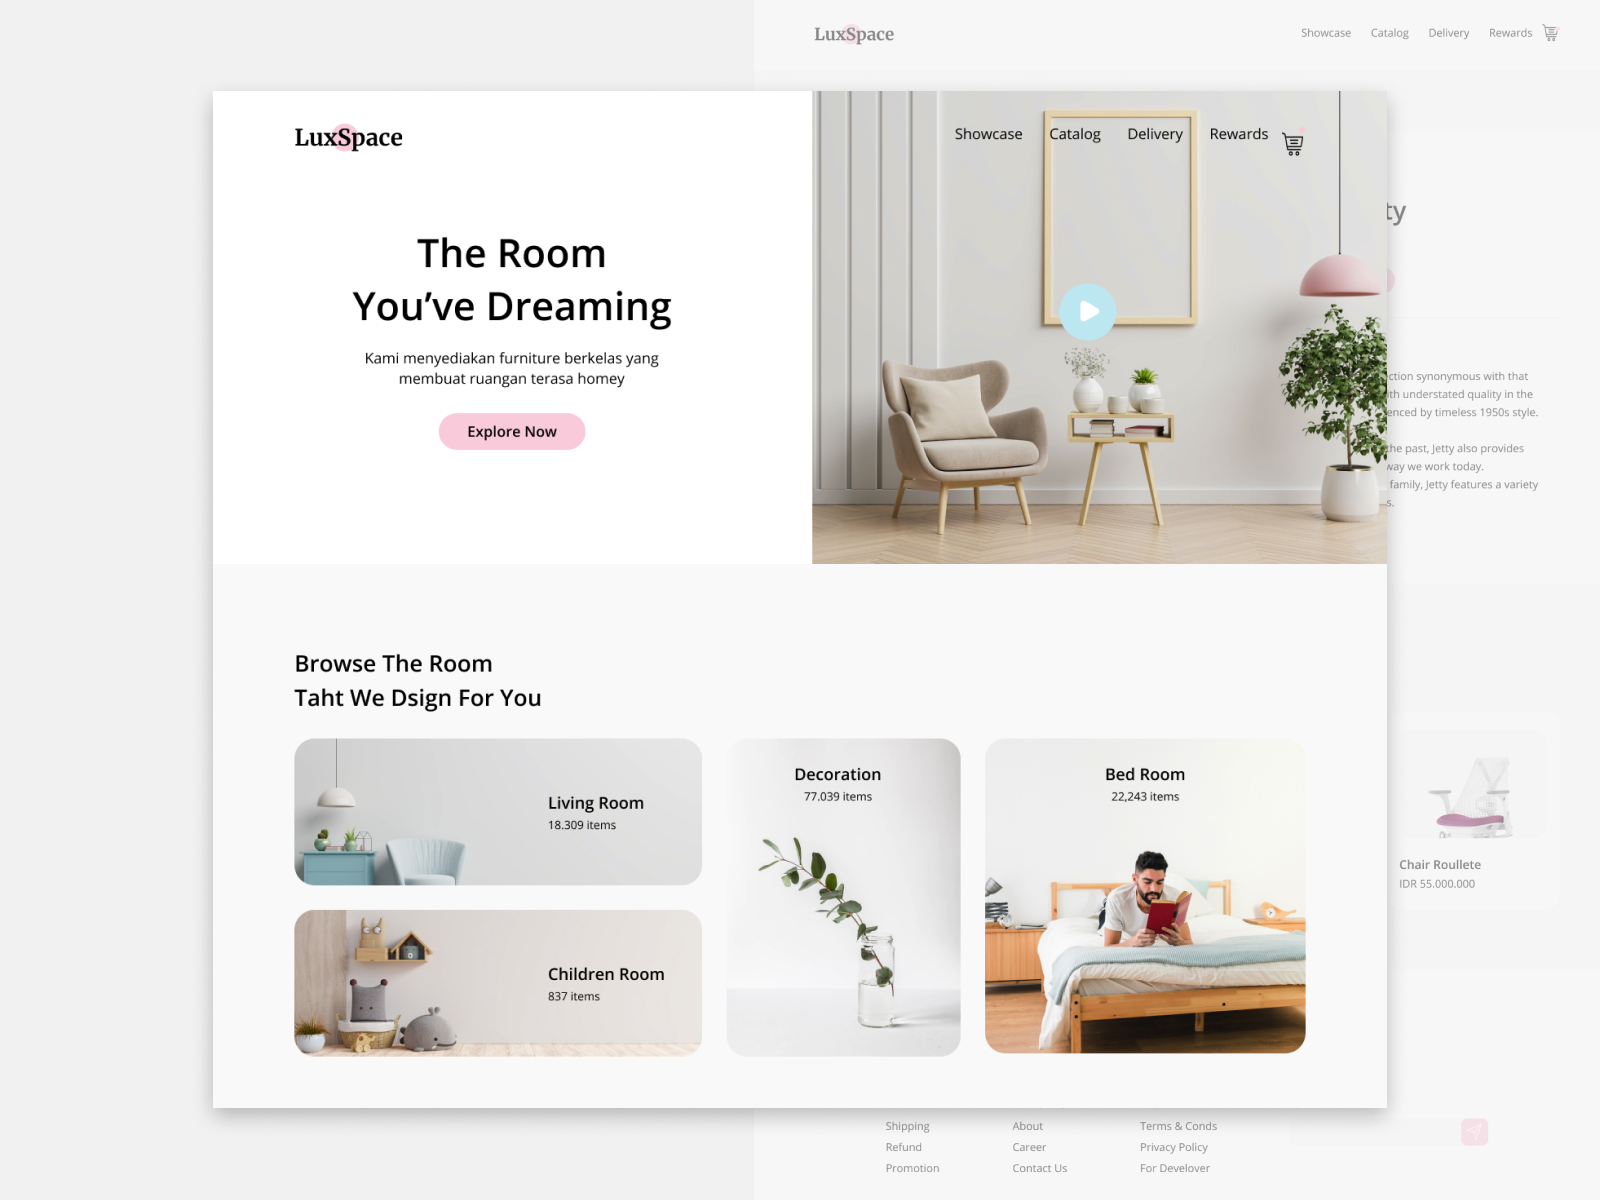 LuxSpace
Showcase Catalog Delivery Rewards
LuxSpace
Showcase Catalog Delivery Rewards
The Room
You’ve Dreaming
Kami menyediakan furniture berkelas yang
membuat ruangan terasa homey
Explore Now
ty
ction synonymous with that
ith understated quality in the
enced by timeless 1950s style.
the past, Jetty also provides
way we work today.
family, Jetty features a variety
s.
Browse The Room
Taht We Dsign For You
Living Room
18.309 items
Children Room
837 items
Decoration
77.039 items
Bed Room
22,243 items
Chair Roullete
IDR 55.000.000
Shipping
Refund
Promotion
About
Career
Contact Us
Terms & Conds
Privacy Policy
For Develover